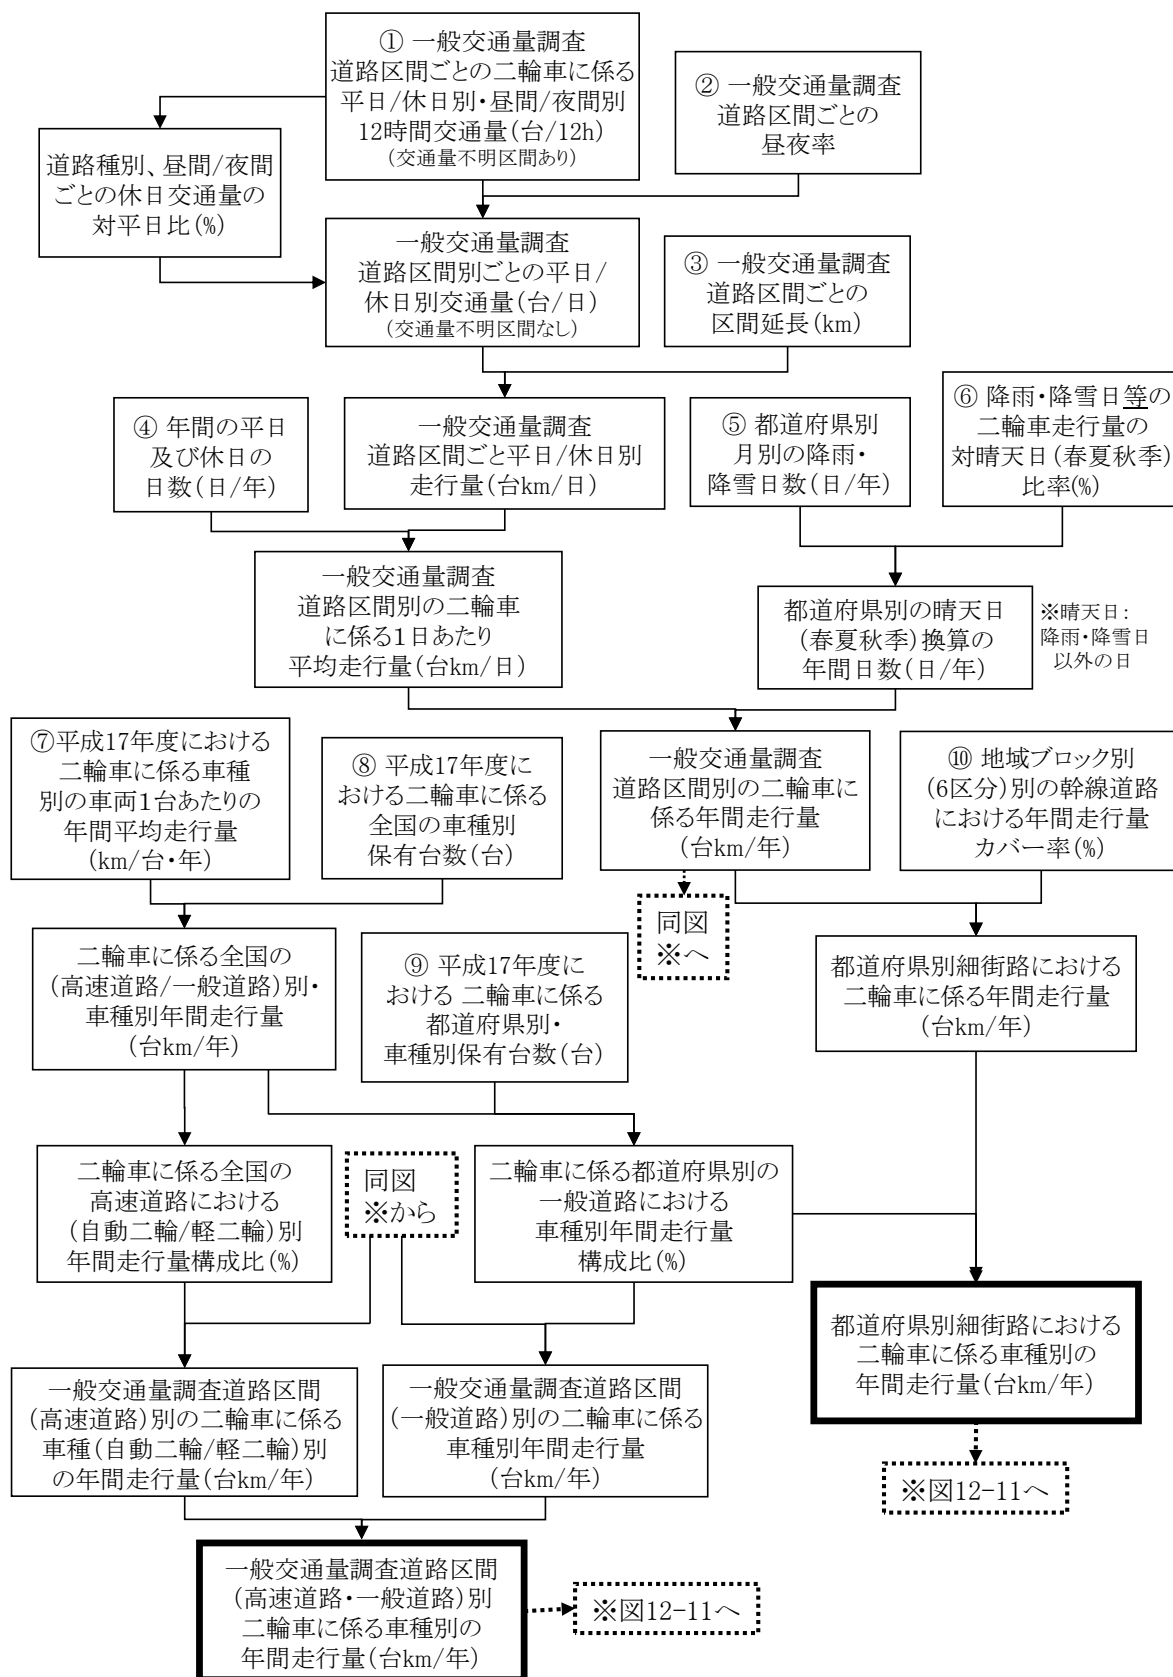 ① 一般交通量調査
道路区間ごとの二輪車に係る
平日/休日別・昼間/夜間別
12時間交通量(台/12h)
(交通量不明区間あり)
② 一般交通量調査
道路区間ごとの
昼夜率
道路種別、昼間/夜間
ごとの休日交通量の
対平日比(%)
一般交通量調査
道路区間別ごとの平日/
休日別交通量(台/日)
(交通量不明区間なし)
③ 一般交通量調査
道路区間ごとの
区間延長(km)
④ 年間の平日
及び休日の
日数(日/年)
一般交通量調査
道路区間ごと平日/休日別
走行量(台km/日)
⑤ 都道府県別
月別の降雨・
降雪日数(日/年)
⑥ 降雨・降雪日等の
二輪車走行量の
対晴天日(春夏秋季)
比率(%)
一般交通量調査
道路区間別の二輪車
に係る1日あたり
平均走行量(台km/日)
都道府県別の晴天日
(春夏秋季)換算の
年間日数(日/年)
※晴天日:
降雨・降雪日
以外の日
⑦平成17年度における
二輪車に係る車種
別の車両1台あたりの
年間平均走行量
(km/台・年)
⑧ 平成17年度に
おける二輪車に係る
全国の車種別
保有台数(台)
一般交通量調査
道路区間別の二輪車に
係る年間走行量
(台km/年)
⑩ 地域ブロック別
(6区分)別の幹線道路
における年間走行量
カバー率(%)
同図
※へ
二輪車に係る全国の
(高速道路/一般道路)別・
車種別年間走行量
(台km/年)
⑨ 平成17年度に
おける 二輪車に係る
都道府県別・
車種別保有台数(台)
都道府県別細街路における
二輪車に係る年間走行量
(台km/年)
二輪車に係る全国の
高速道路における
(自動二輪/軽二輪)別
年間走行量構成比(%)
同図
※から
二輪車に係る都道府県別の
一般道路における
車種別年間走行量
構成比(%)
都道府県別細街路における
二輪車に係る車種別の
年間走行量(台km/年)
一般交通量調査道路区間
(高速道路)別の二輪車に係る
車種(自動二輪/軽二輪)別
の年間走行量(台km/年)
一般交通量調査道路区間
(一般道路)別の二輪車に係る
車種別年間走行量
(台km/年)
※図12-11へ
一般交通量調査道路区間
(高速道路・一般道路)別
二輪車に係る車種別の
年間走行量(台km/年)
※図12-11へ